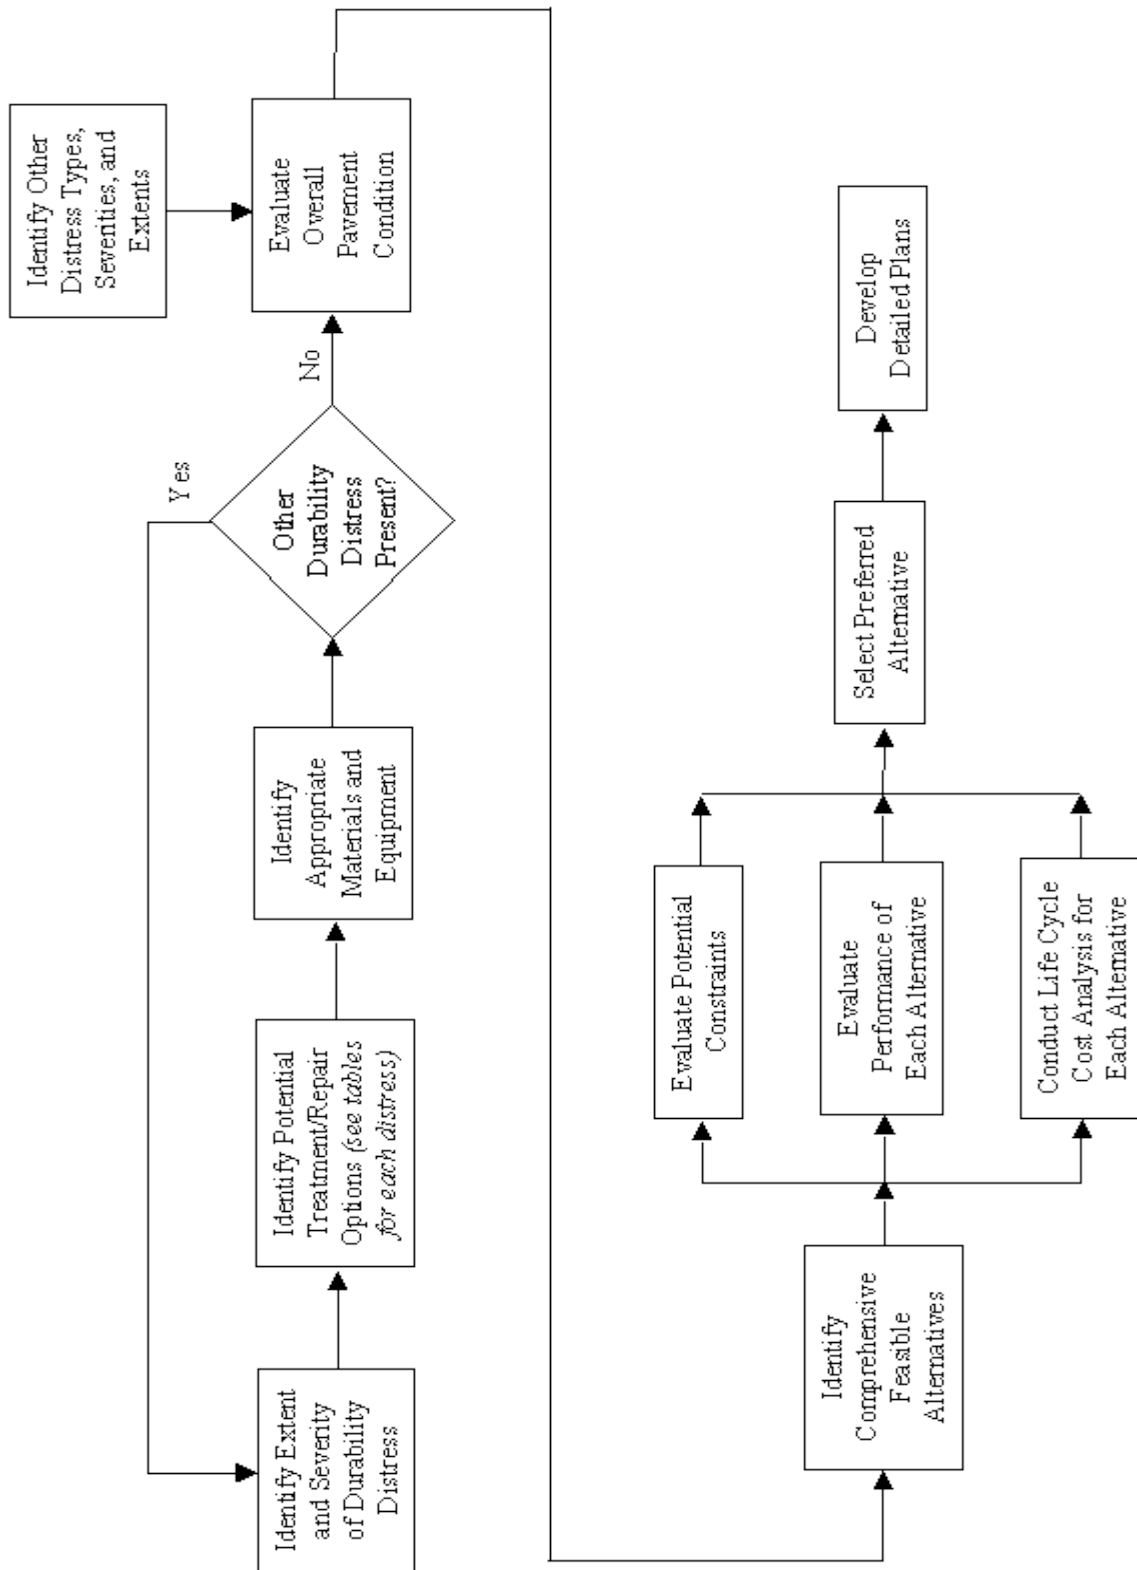 Identify Extent
and Severity
of Durability
Distress
Identify Potential
Treatment/Repair
Options (see tables
for each distress)
Identify
Appropriate
Materials and
Equipment
Other
Durability
Distress
Present?
Yes
No
Identify Other
Distress Types,
Severities, and
Extents
Evaluate
Overall
Pavement
Condition
Identify
Comprehensive
Feasible
Alternatives
Evaluate Potential
Constraints
Evaluate
Performance of
Each Alternative
Conduct Life Cycle
Cost Analysis for
Each Alternative
Select Preferred
Alternative
Develop
Detailed Plans